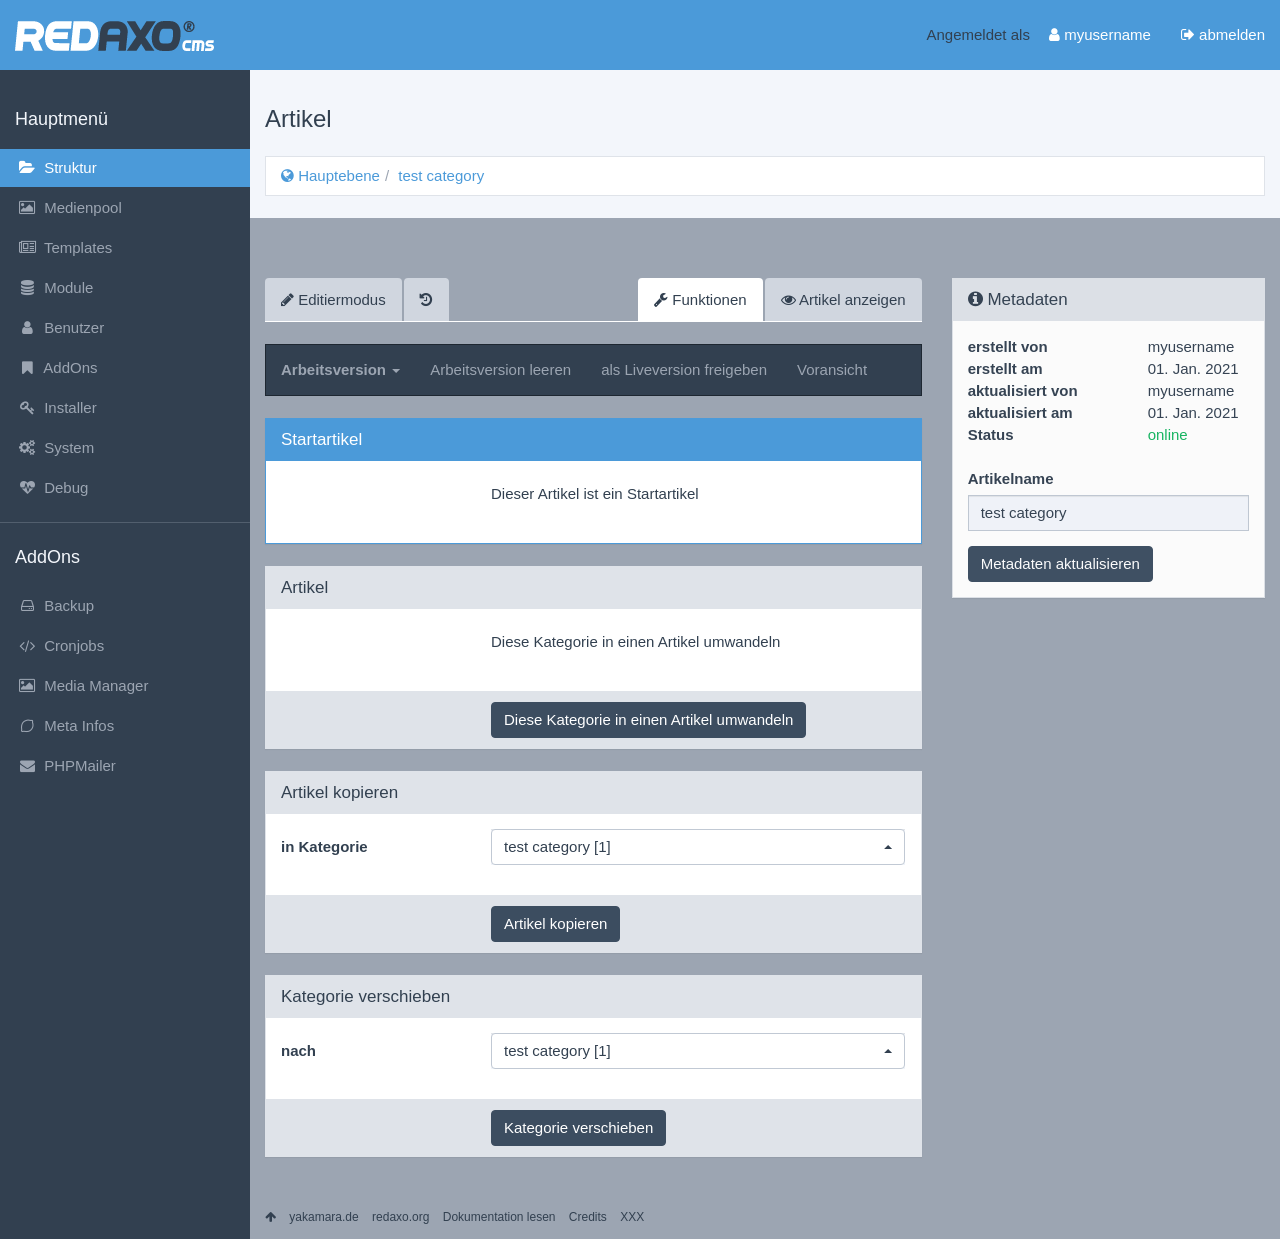 REDAXO® cms
Angemeldet als myusername abmelden
Hauptmenü
Struktur
Medienpool
Templates
Module
Benutzer
AddOns
Installer
System
Debug
AddOns
Backup
Cronjobs
Media Manager
Meta Infos
PHPMailer
Artikel
Hauptebene / test category
Editiermodus Funktionen Artikel anzeigen
Arbeitsversion Arbeitsversion leeren als Liveversion freigeben Voransicht
Startartikel
Dieser Artikel ist ein Startartikel
Artikel
Diese Kategorie in einen Artikel umwandeln
Diese Kategorie in einen Artikel umwandeln
Artikel kopieren
in Kategorie test category [1]
Artikel kopieren
Kategorie verschieben
nach test category [1]
Kategorie verschieben
Metadaten
erstellt von myusername
erstellt am 01. Jan. 2021
aktualisiert von myusername
aktualisiert am 01. Jan. 2021
Status online
Artikelname
test category
Metadaten aktualisieren
yakamara.de redaxo.org Dokumentation lesen Credits XXX